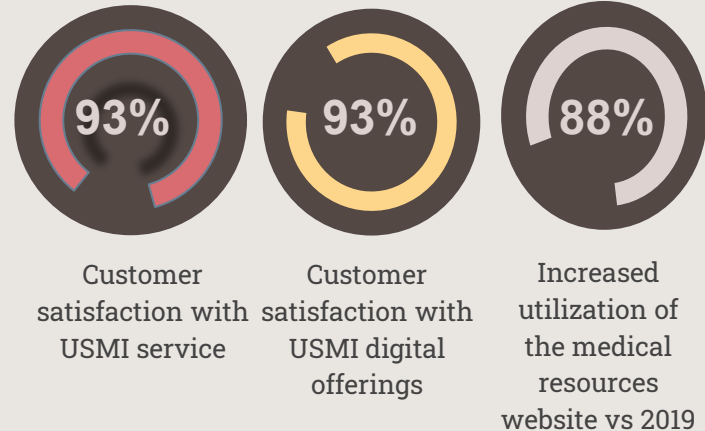 93%
Customer
satisfaction with
USMI service
93%
Customer
satisfaction with
USMI digital
offerings
88%
Increased
utilization of
the medical
resources
website vs 2019